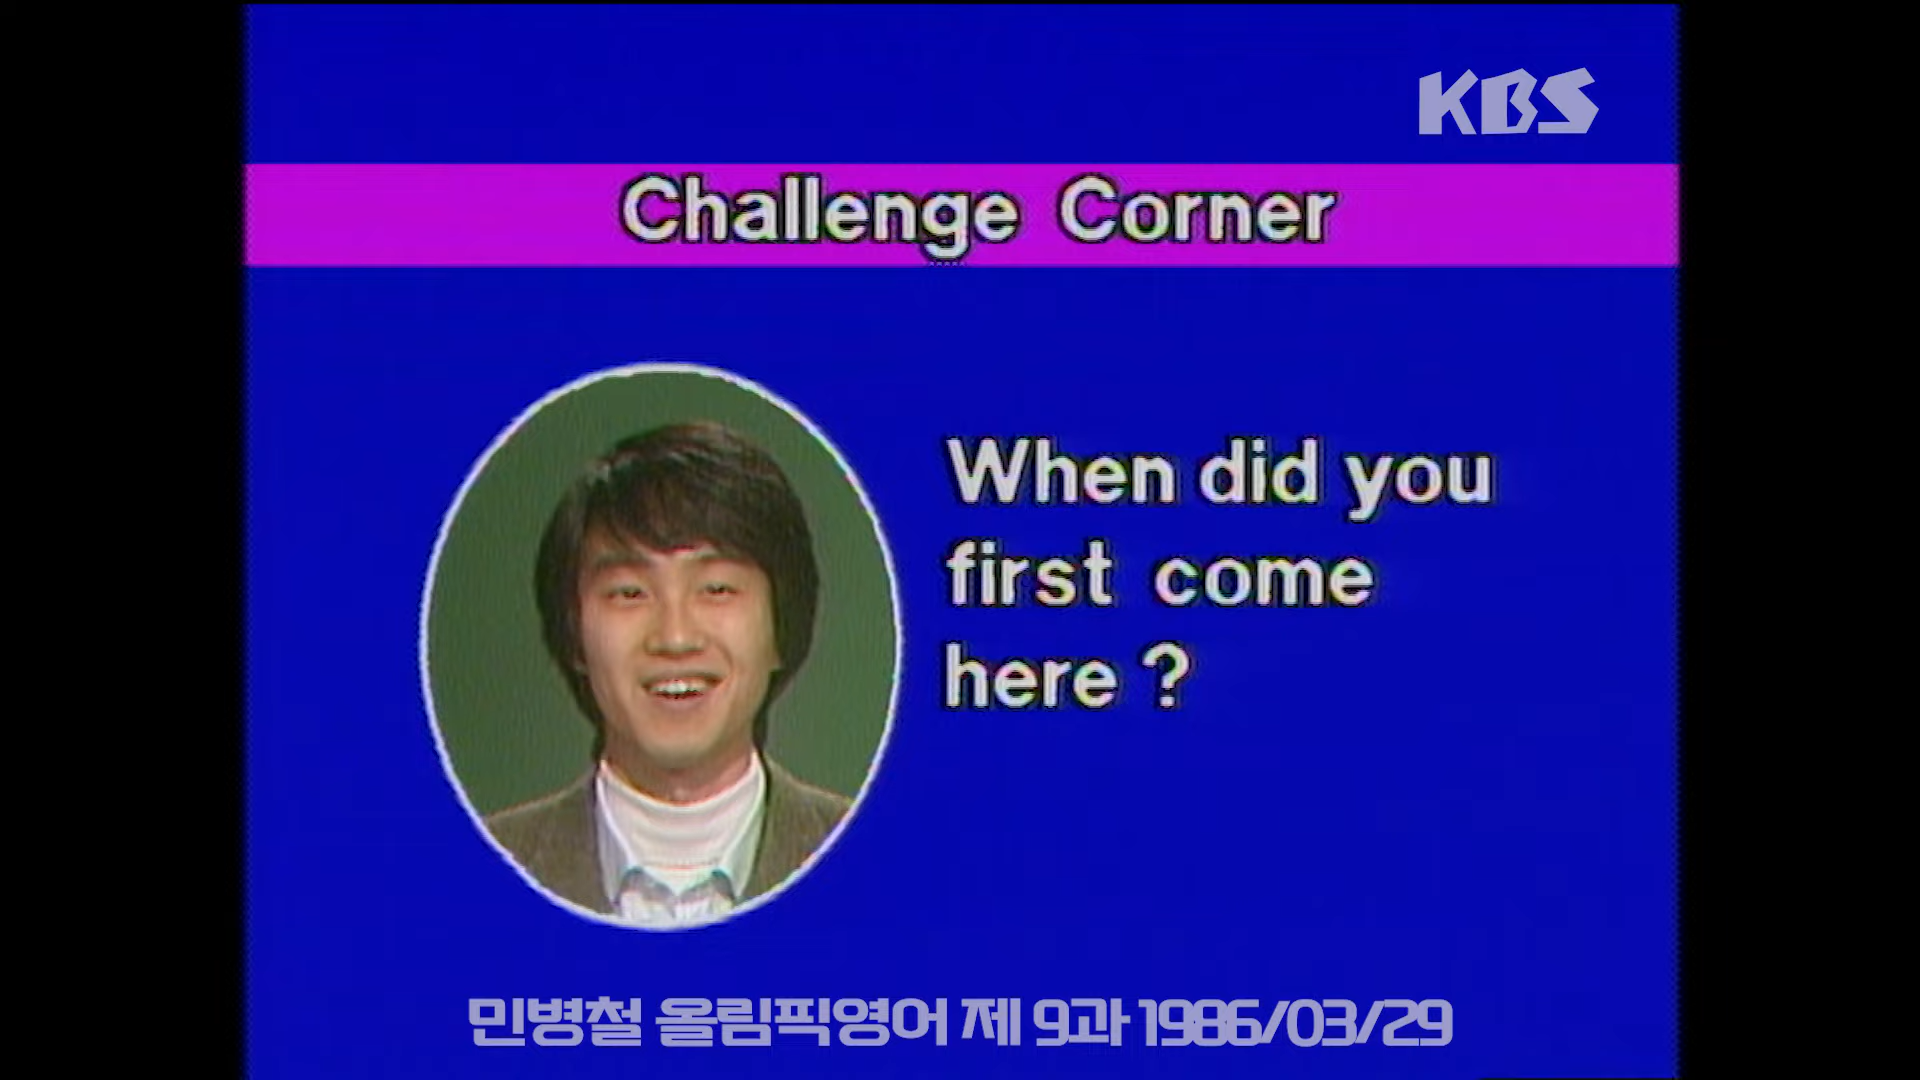 KBS
Challenge Corner
When did you
first come
here ?
민병철 올림픽영어 제 9과 1986/03/29